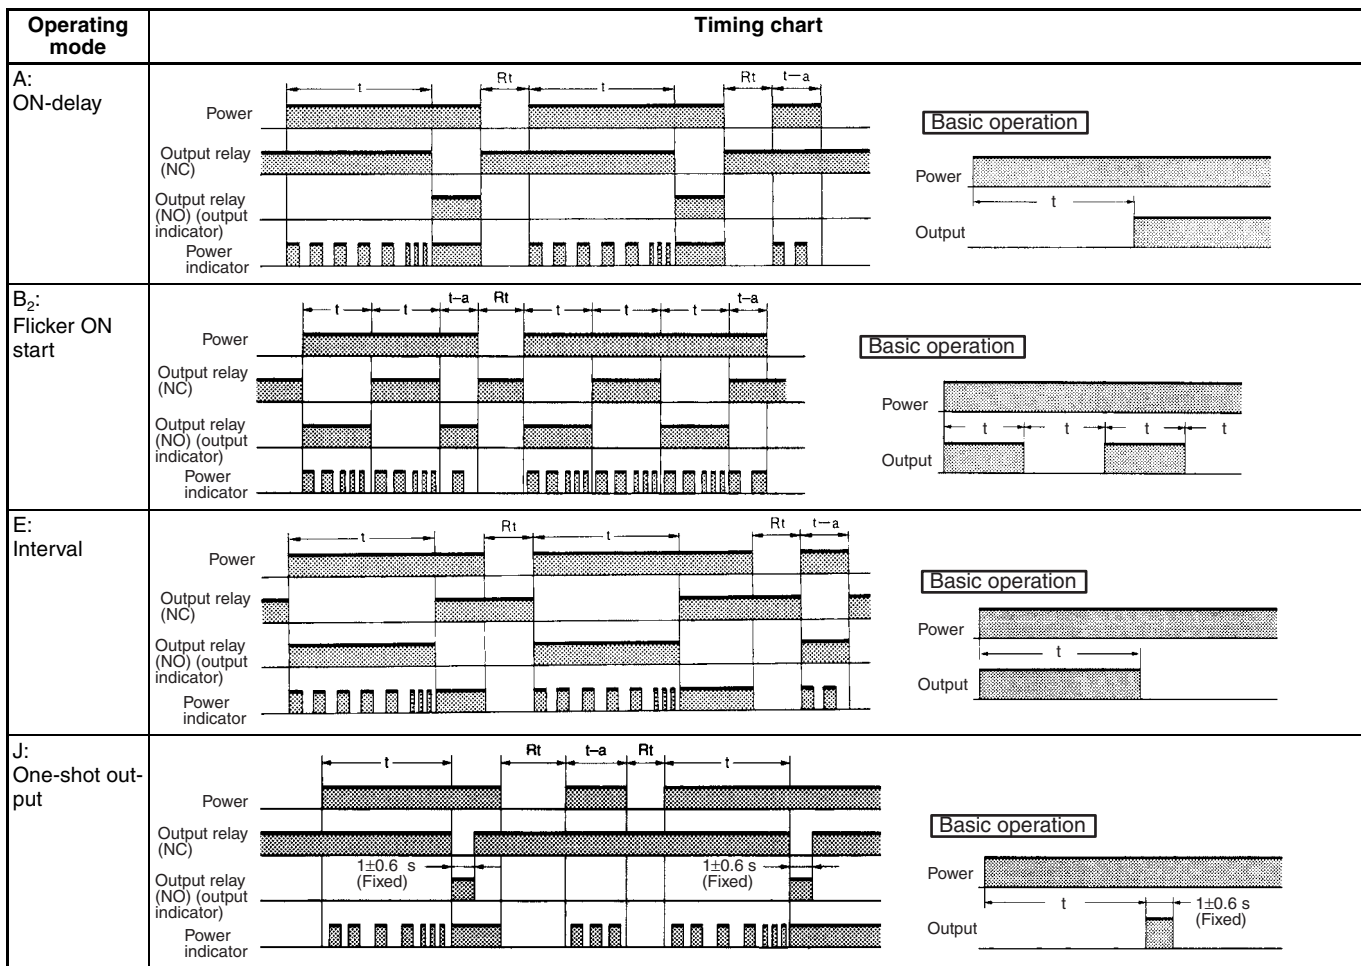 Operating
mode
Timing chart
A:
ON-delay
t
Rt
t
Rt
t–a
Power
Output relay
(NC)
Output relay
(NO) (output
indicator)
Power
indicator
Basic operation
Power
t
Output
B2:
Flicker ON
start
t
t
t–a
Rt
t
t
t
t–a
Power
Output relay
(NC)
Output relay
(NO) (output
indicator)
Power
indicator
Basic operation
Power
t
t
t
t
Output
E:
Interval
t
Rt
t
Rt
t–a
Power
Output relay
(NC)
Output relay
(NO) (output
indicator)
Power
indicator
Basic operation
Power
t
Output
J:
One-shot out-
put
t
Rt
t–a
Rt
t
Power
Output relay
(NC)
1±0.6 s
(Fixed)
1±0.6 s
(Fixed)
Output relay
(NO) (output
indicator)
Power
indicator
Basic operation
Power
t
1±0.6 s
(Fixed)
Output